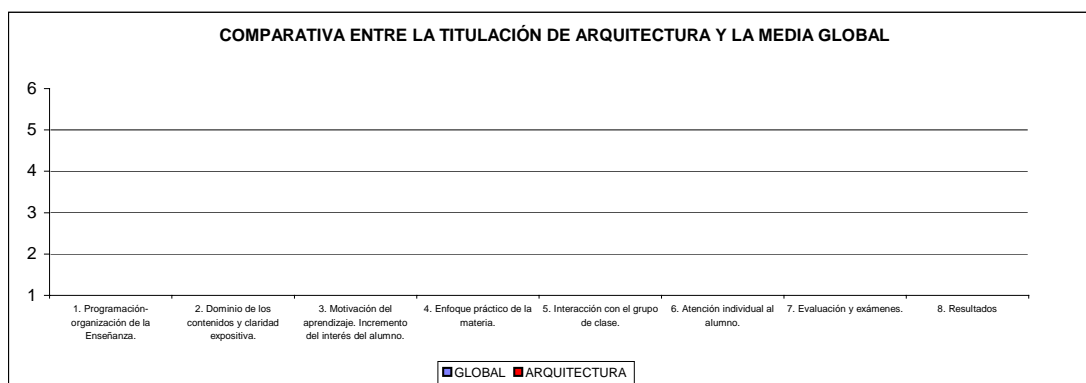 COMPARATIVA ENTRE LA TITULACIÓN DE ARQUITECTURA Y LA MEDIA GLOBAL
6
5
4
3
2
1
1. Programación-
organización de la
Enseñanza.
2. Dominio de los
contenidos y claridad
expositiva.
3. Motivación del
aprendizaje. Incremento
del interés del alumno.
4. Enfoque práctico de la
materia.
5. Interacción con el grupo
de clase.
6. Atención individual al
alumno.
7. Evaluación y exámenes.
8. Resultados
GLOBAL ARQUITECTURA